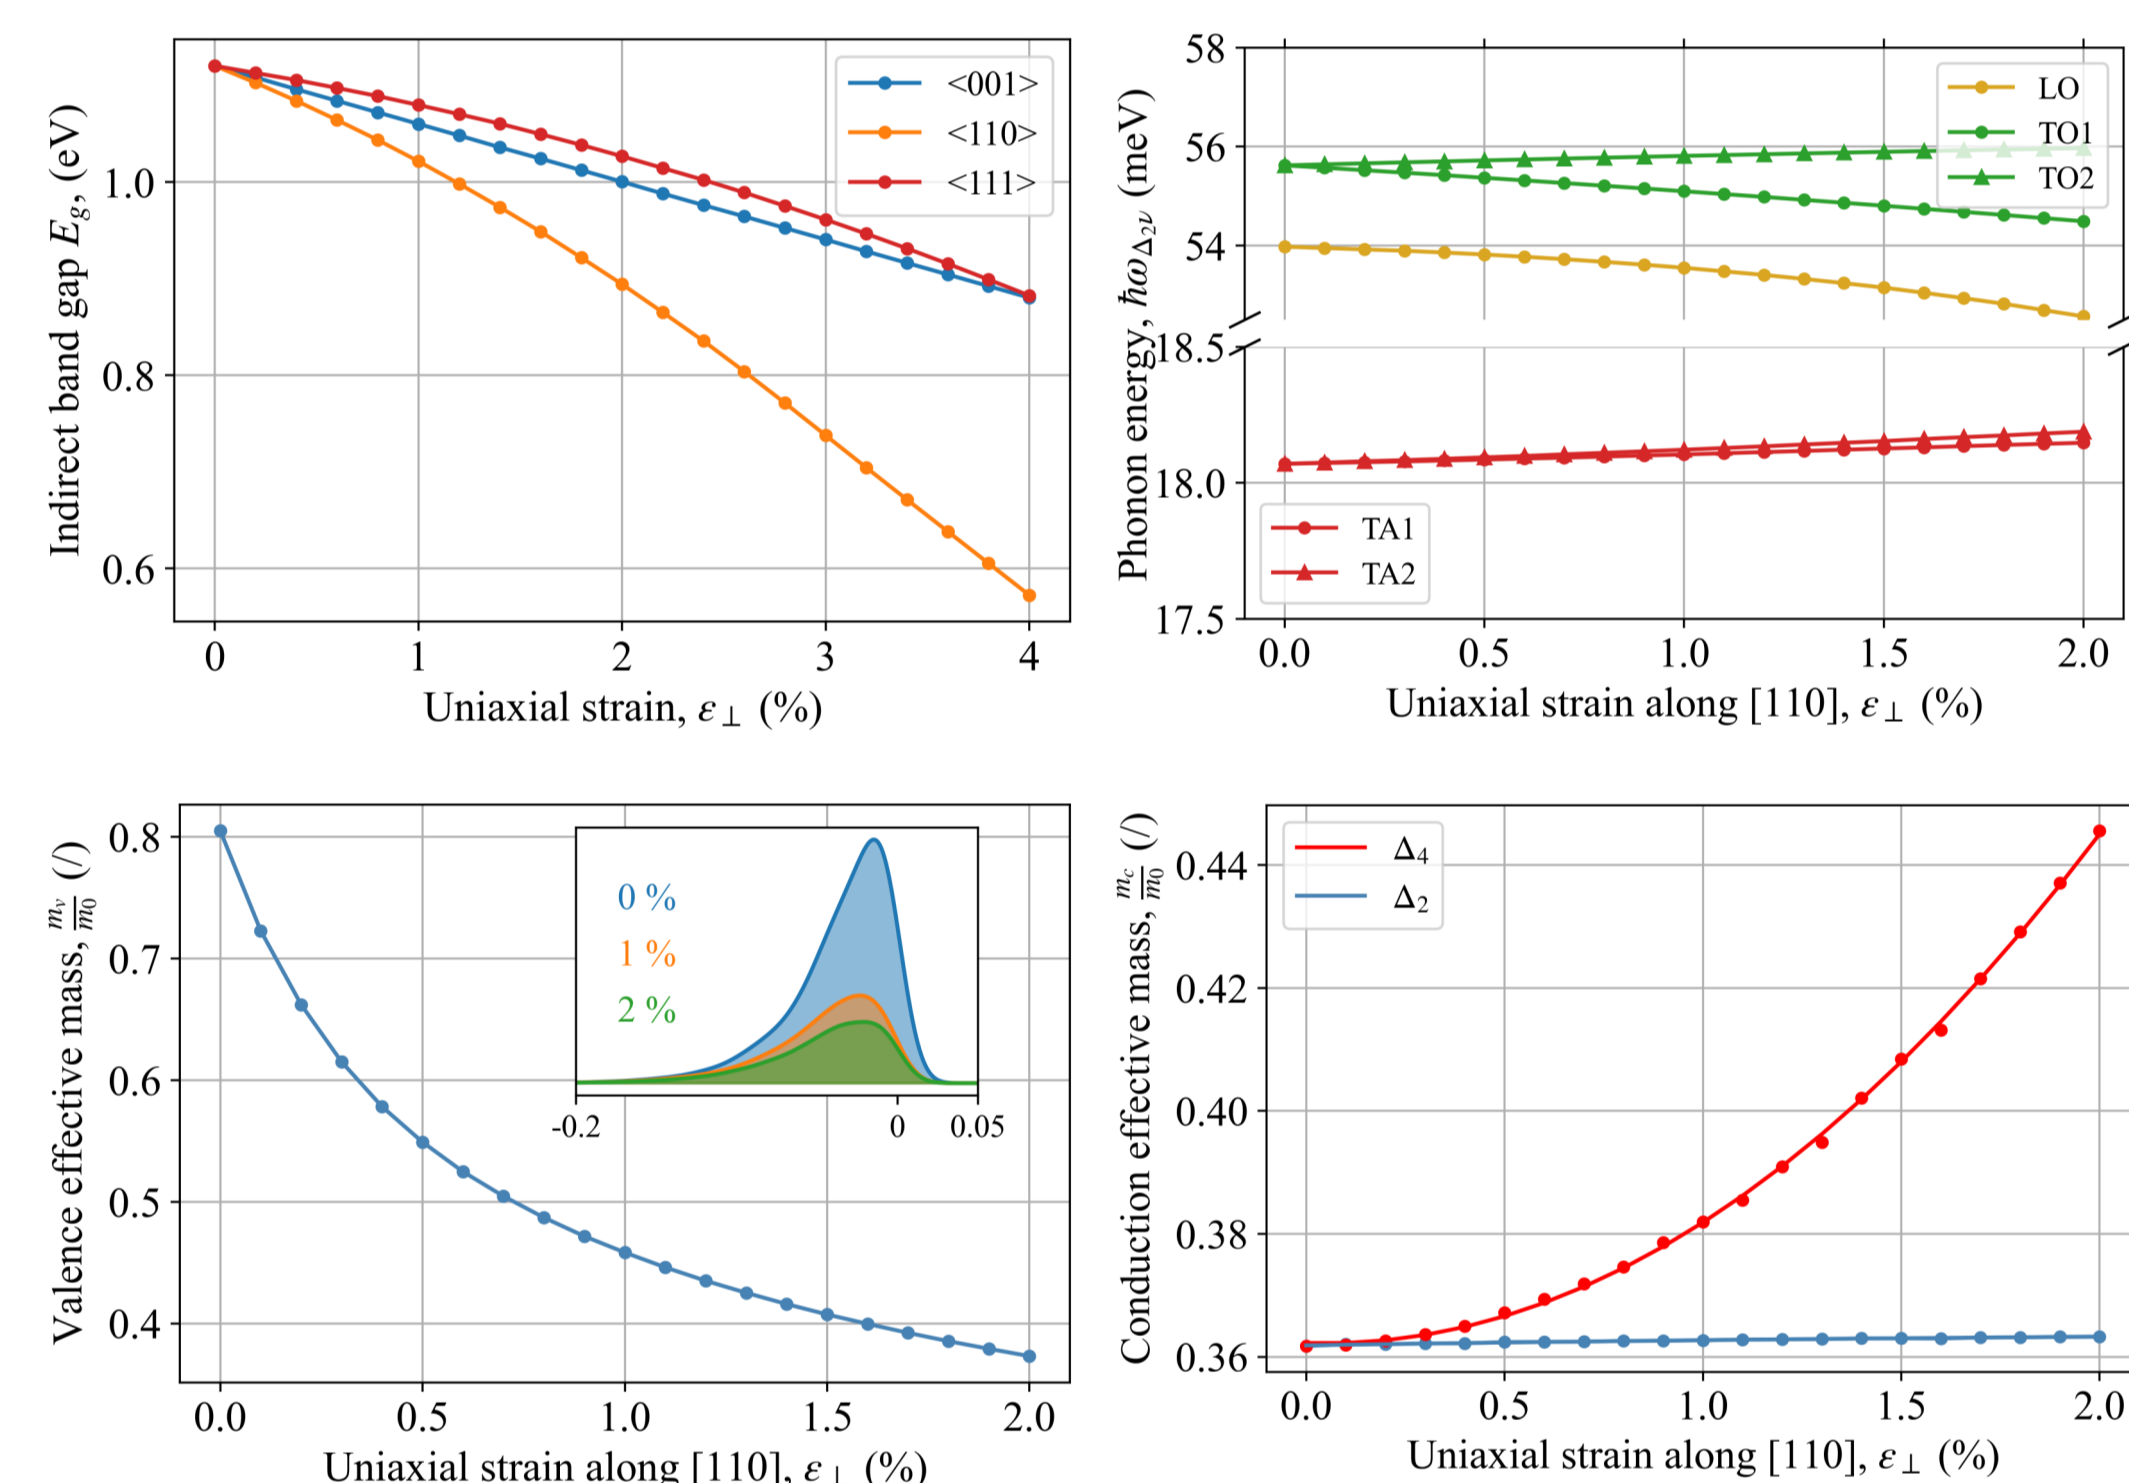 Indirect band gap E_g, (eV)
1.0
0.8
0.6
<001>
<110>
<111>
0 1 2 3 4
Uniaxial strain, ε⊥ (%)
Phonon energy, ħω_Δ₂ν (meV)
58
56
54
18.5
18.0
17.5
LO
TO1
TO2
TA1
TA2
0.0 0.5 1.0 1.5 2.0
Uniaxial strain along [110], ε⊥ (%)
Valence effective mass, m_v/m_0 (/)
0.8
0.7
0.6
0.5
0.4
0 %
1 %
2 %
-0.2 0 0.05
0.0 0.5 1.0 1.5 2.0
Uniaxial strain along [110], ε⊥ (%)
Conduction effective mass, m_c/m_0 (/)
0.44
0.42
0.40
0.38
0.36
Δ₄
Δ₂
0.0 0.5 1.0 1.5 2.0
Uniaxial strain along [110], ε⊥ (%)